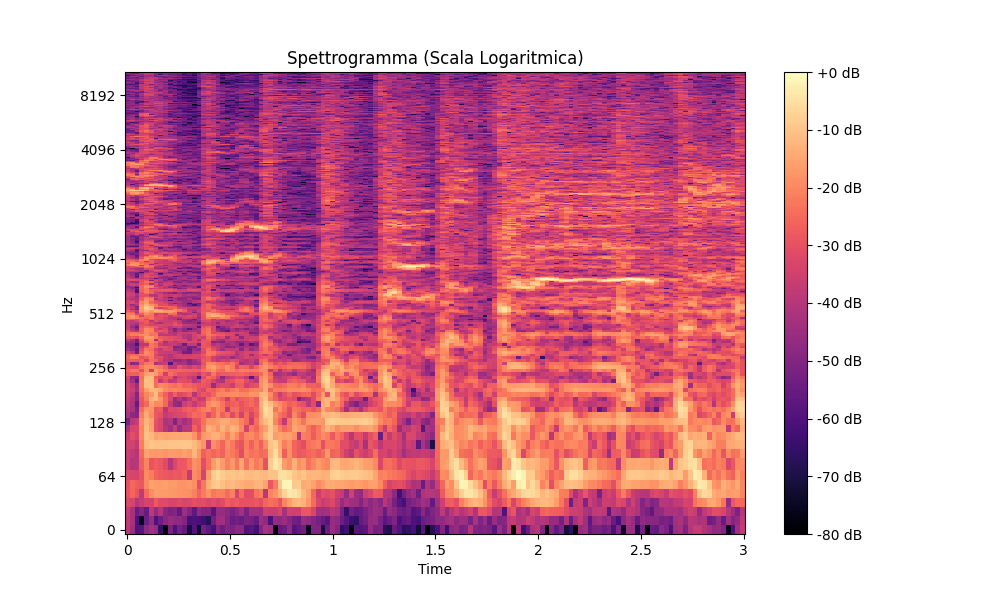 Spettrogramma (Scala Logaritmica)
Hz
8192
4096
2048
1024
512
256
128
64
0
0
0.5
1
1.5
2
2.5
3
Time
+0 dB
-10 dB
-20 dB
-30 dB
-40 dB
-50 dB
-60 dB
-70 dB
-80 dB